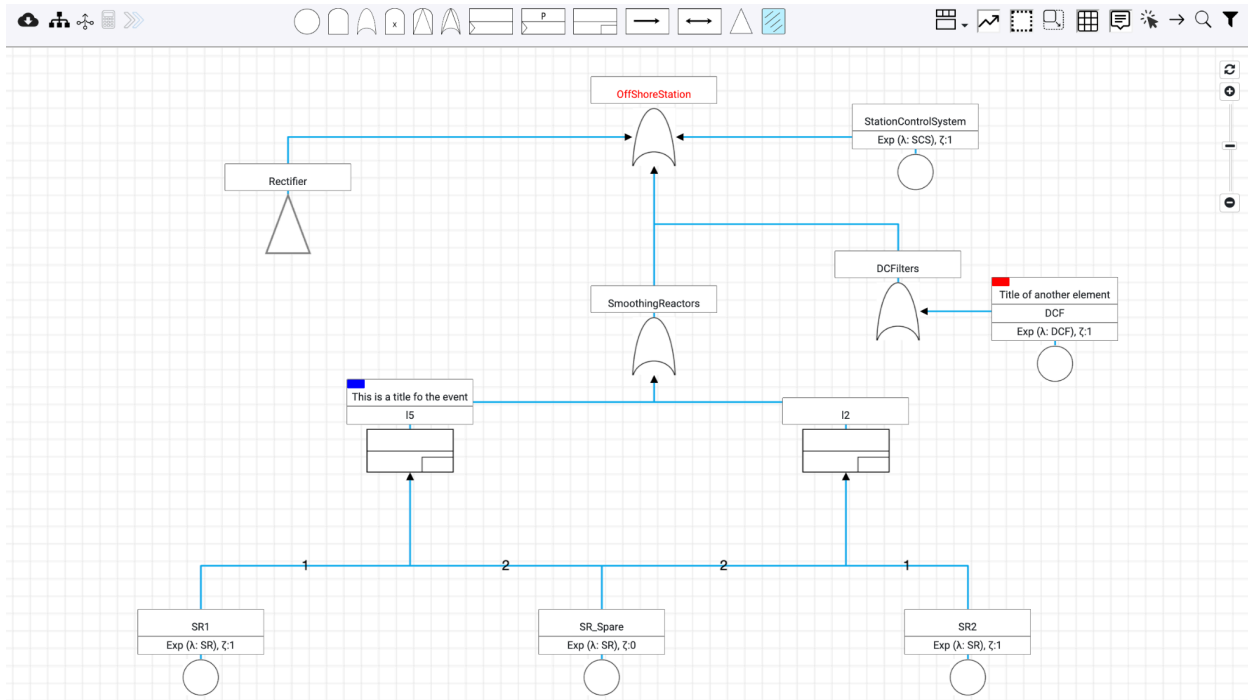 x
P
OffShoreStation
StationControlSystem
Exp (λ: SCS), ζ:1
Rectifier
DCFilters
Title of another element
DCF
Exp (λ: DCF), ζ:1
SmoothingReactors
This is a title fo the event
I5
I2
1
2
2
1
SR1
Exp (λ: SR), ζ:1
SR_Spare
Exp (λ: SR), ζ:0
SR2
Exp (λ: SR), ζ:1